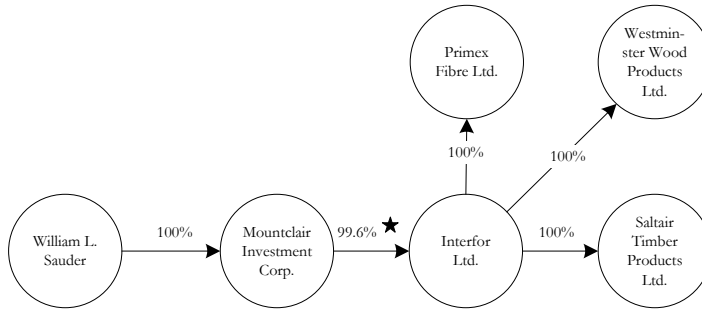 Primex
Fibre Ltd.
Westmin-
ster Wood
Products
Ltd.
100%
100%
William L.
Sauder
100%
Mountclair
Investment
Corp.
99.6%
Interfor
Ltd.
100%
Saltair
Timber
Products
Ltd.